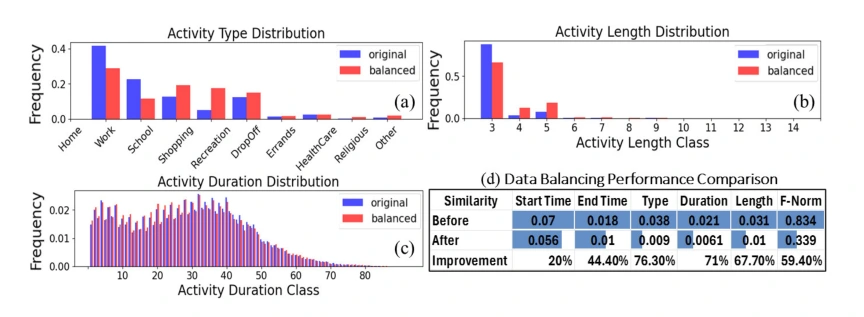 Activity Type Distribution
Frequency
0.4
0.2
0.0
original
balanced
(a)
Home
Work
School
Shopping
Recreation
DropOff
Errands
HealthCare
Religious
Other
Activity Length Distribution
Frequency
0.5
0.0
original
balanced
(b)
3 4 5 6 7 8 9 10 11 12 13 14
Activity Length Class
Activity Duration Distribution
Frequency
0.02
0.01
0.00
original
balanced
(c)
10 20 30 40 50 60 70 80
Activity Duration Class
(d) Data Balancing Performance Comparison
Similarity Start Time End Time Type Duration Length F-Norm
Before 0.07 0.018 0.038 0.021 0.031 0.834
After 0.056 0.01 0.009 0.0061 0.01 0.339
Improvement 20% 44.40% 76.30% 71% 67.70% 59.40%